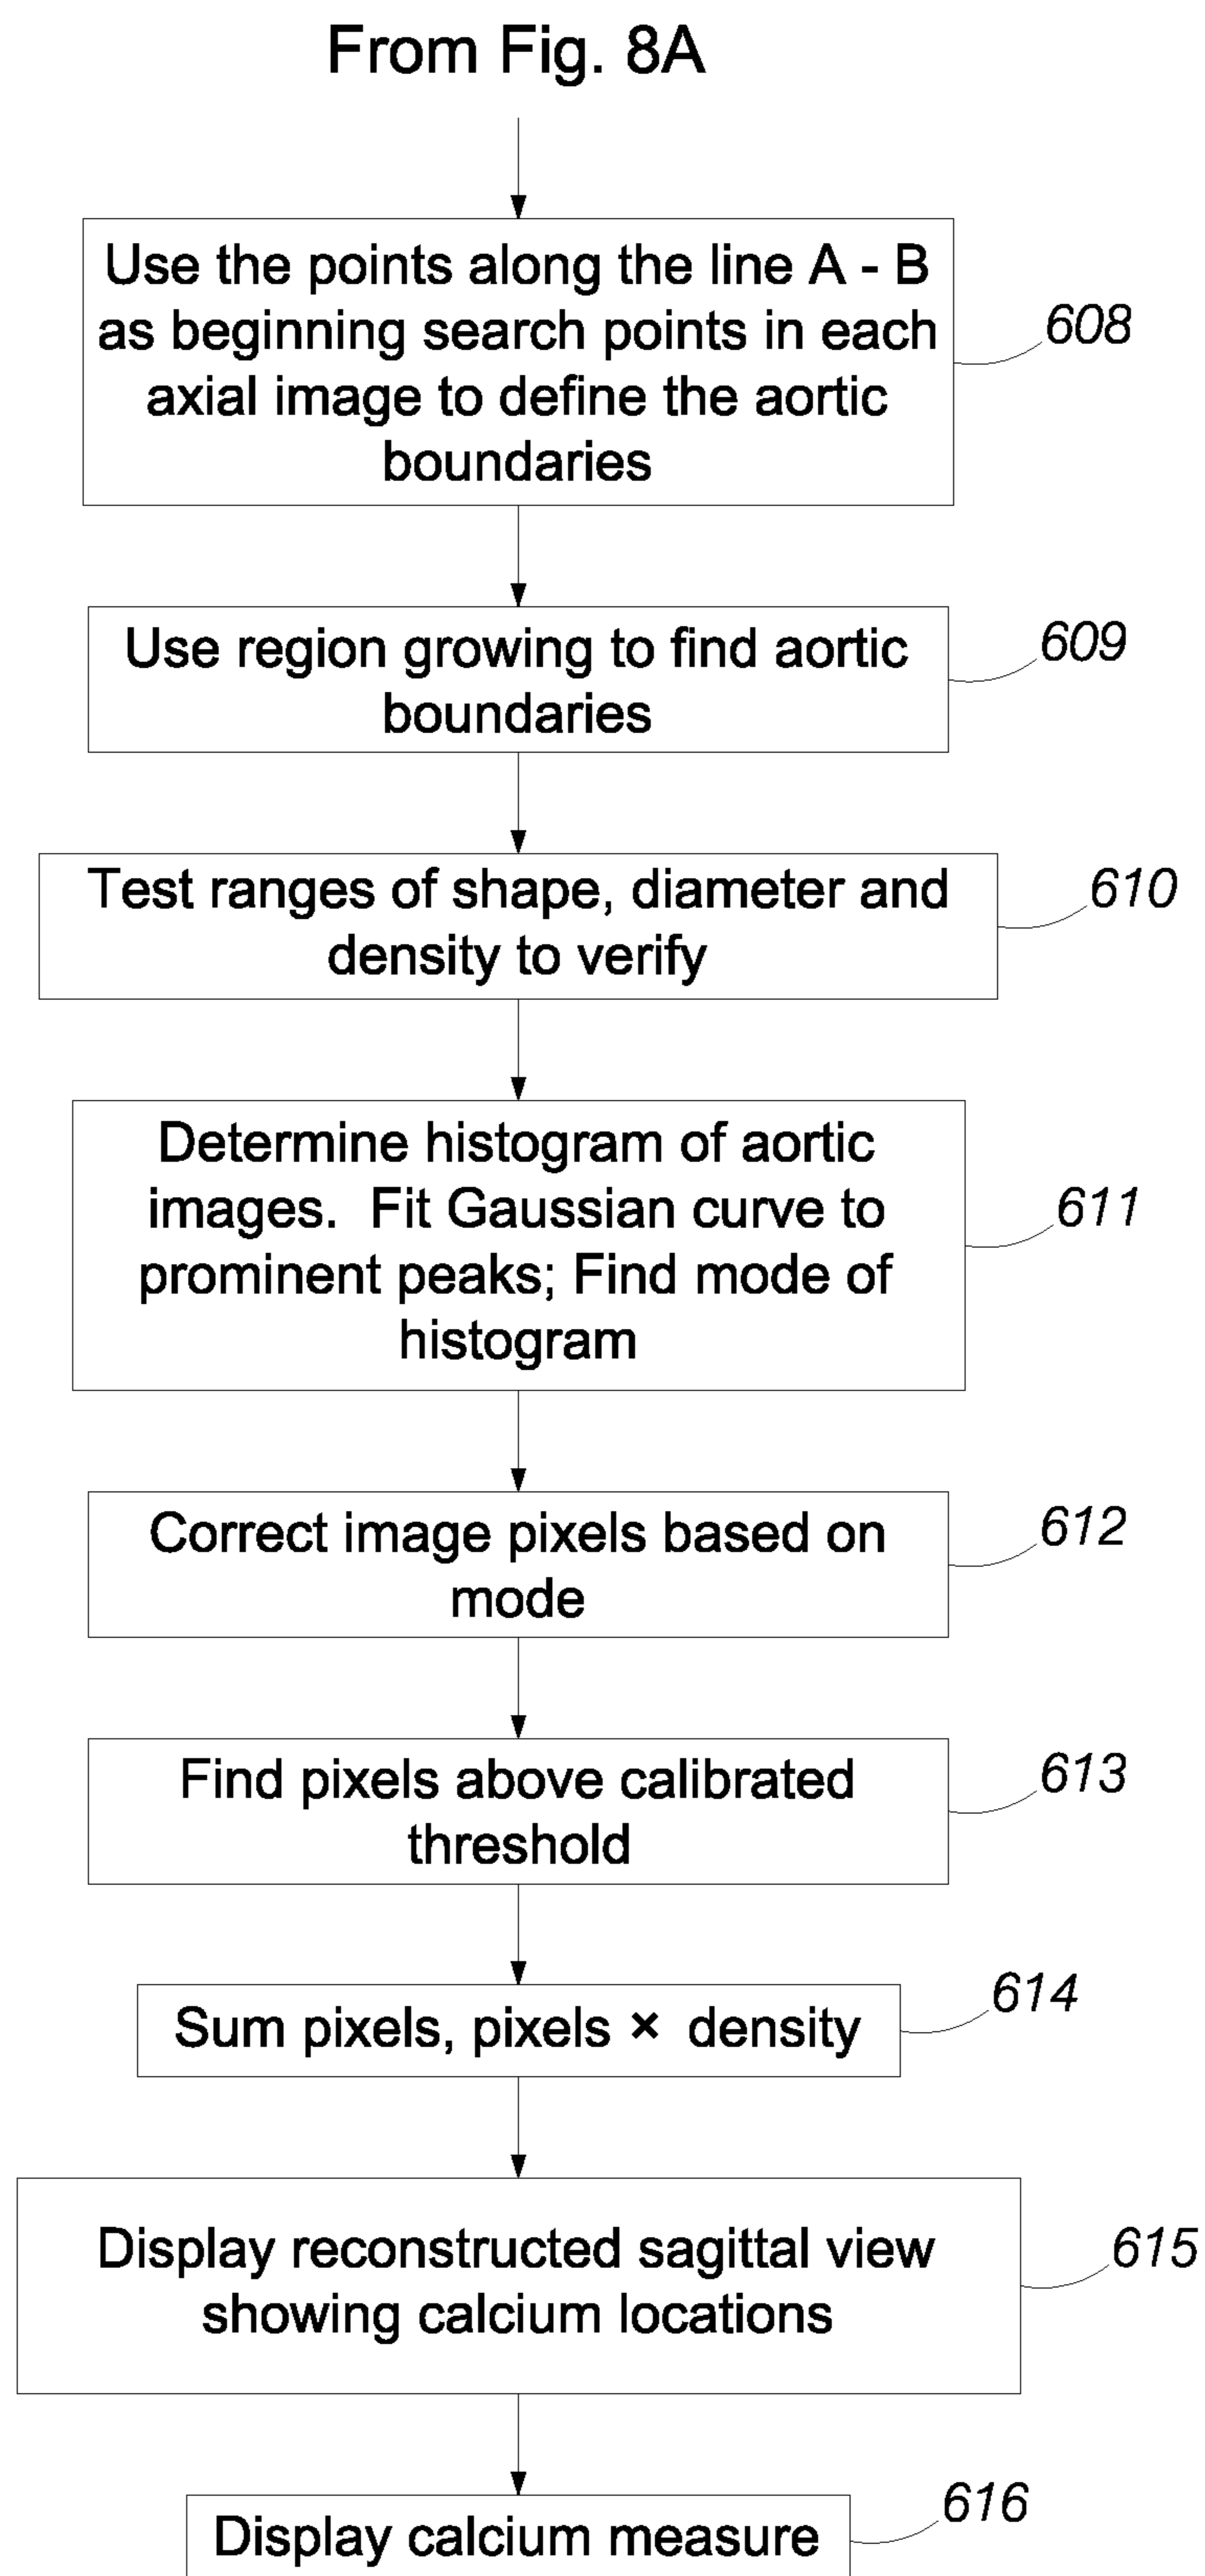 From Fig. 8A
Use the points along the line A - B
as beginning search points in each
axial image to define the aortic
boundaries
608
Use region growing to find aortic
boundaries
609
Test ranges of shape, diameter and
density to verify
610
Determine histogram of aortic
images.  Fit Gaussian curve to
prominent peaks; Find mode of
histogram
611
Correct image pixels based on
mode
612
Find pixels above calibrated
threshold
613
Sum pixels, pixels × density
614
Display reconstructed sagittal view
showing calcium locations
615
Display calcium measure
616